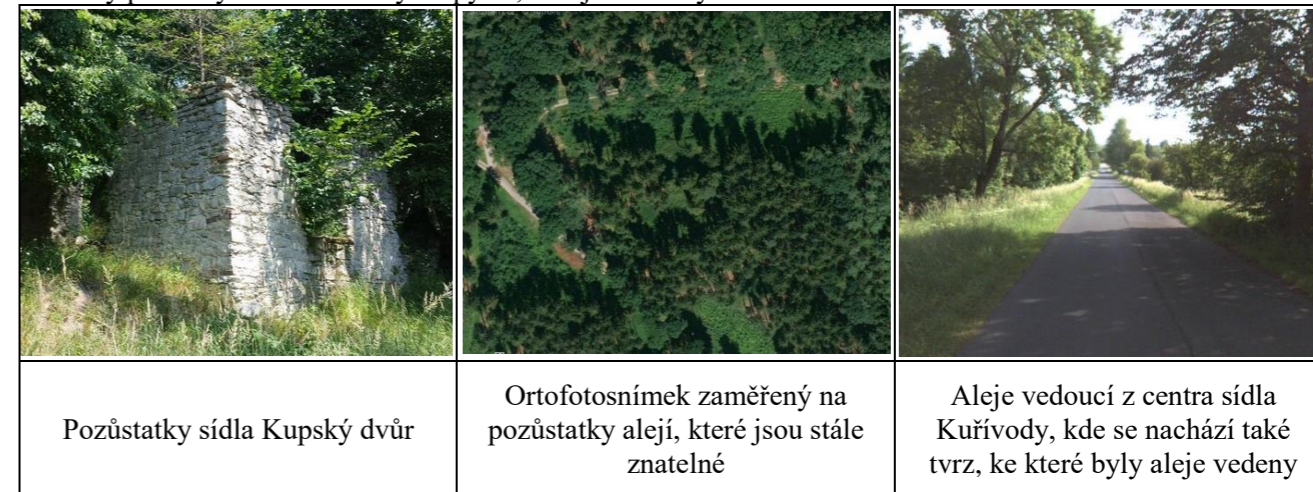 Pozůstatky sídla Kupský dvůr
Ortofotosnímek zaměřený na
pozůstatky alejí, které jsou stále
znatelné
Aleje vedoucí z centra sídla
Kuřívody, kde se nachází také
tvrz, ke které byly aleje vedeny